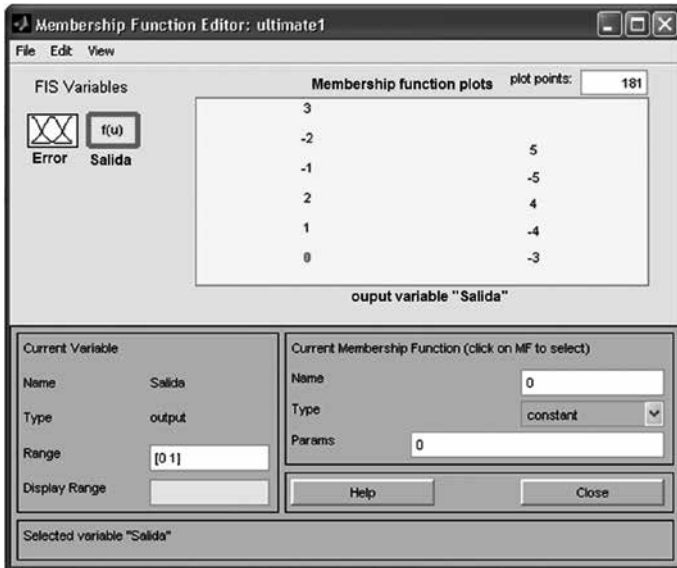 Membership Function Editor: ultimate1
File Edit View
FIS Variables
Membership function plots plot points: 181
f(u)
Error Salida
3
-2
-1
2
1
0
5
-5
4
-4
-3
ouput variable "Salida"
Current Variable
Name Salida
Type output
Range [0 1]
Display Range
Current Membership Function (click on MF to select)
Name 0
Type constant
Params 0
Help Close
Selected variable "Salida"